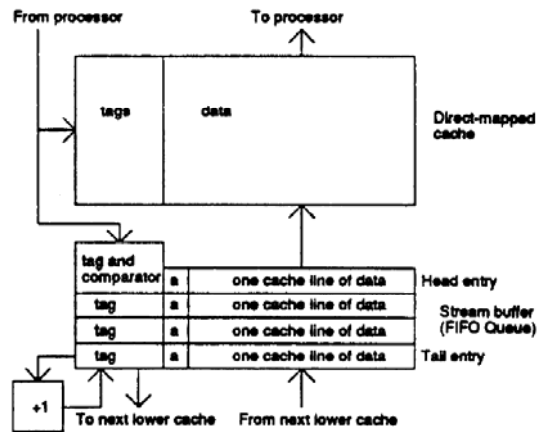 From processor To processor
tags data
Direct-mapped
cache
tag and
comparator a one cache line of data Head entry
tag a one cache line of data Stream buffer
tag a one cache line of data (FIFO Queue)
tag a one cache line of data Tail entry
+1
To next lower cache From next lower cache